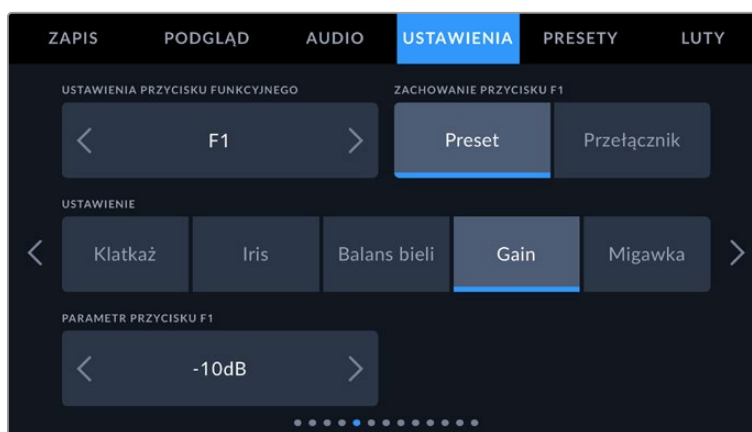 ZAPIS PODGLĄD AUDIO USTAWIENIA PRESETY LUTY
USTAWIENIA PRZYCISKU FUNKCYJNEGO ZACHOWANIE PRZYCISKU F1
F1 Preset Przełącznik
USTAWIENIE
Klatkaż Iris Balans bieli Gain Migawka
PARAMETR PRZYCISKU F1
-10dB